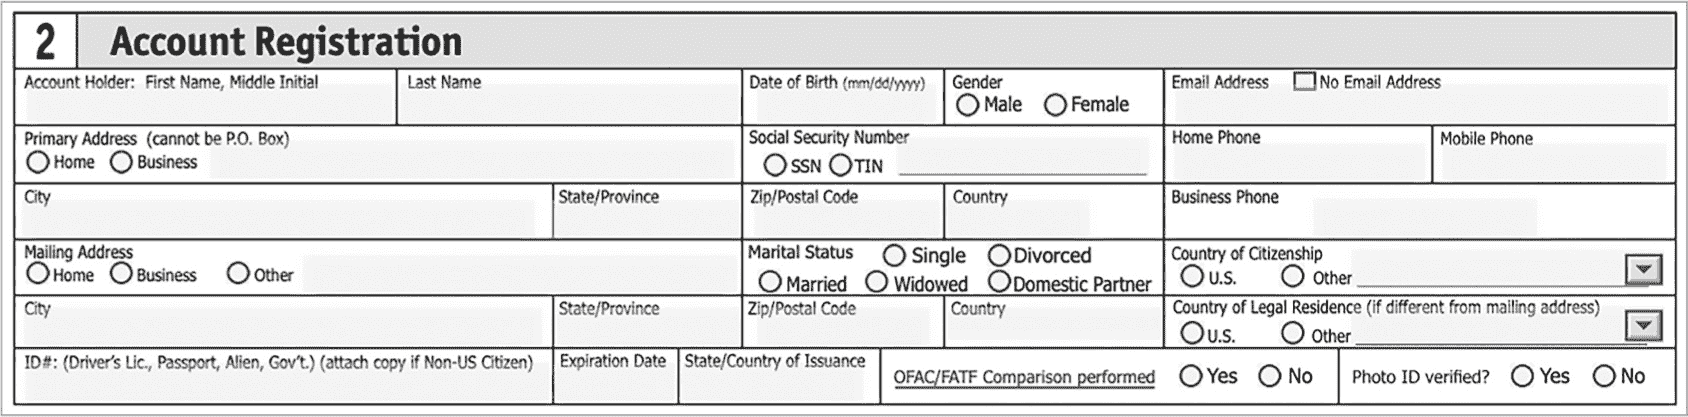 2 Account Registration
Account Holder: First Name, Middle Initial
Last Name
Date of Birth (mm/dd/yyyy)
Gender
Male Female
Email Address No Email Address
Primary Address (cannot be P.O. Box)
Home Business
Social Security Number
SSN TIN
Home Phone
Mobile Phone
City
State/Province
Zip/Postal Code
Country
Business Phone
Mailing Address
Home Business Other
Marital Status Single Divorced
Married Widowed Domestic Partner
Country of Citizenship
U.S. Other
City
State/Province
Zip/Postal Code
Country
Country of Legal Residence (if different from mailing address)
U.S. Other
ID#: (Driver's Lic., Passport, Alien, Gov't.) (attach copy if Non-US Citizen)
Expiration Date
State/Country of Issuance
OFAC/FATF Comparison performed Yes No
Photo ID verified? Yes No